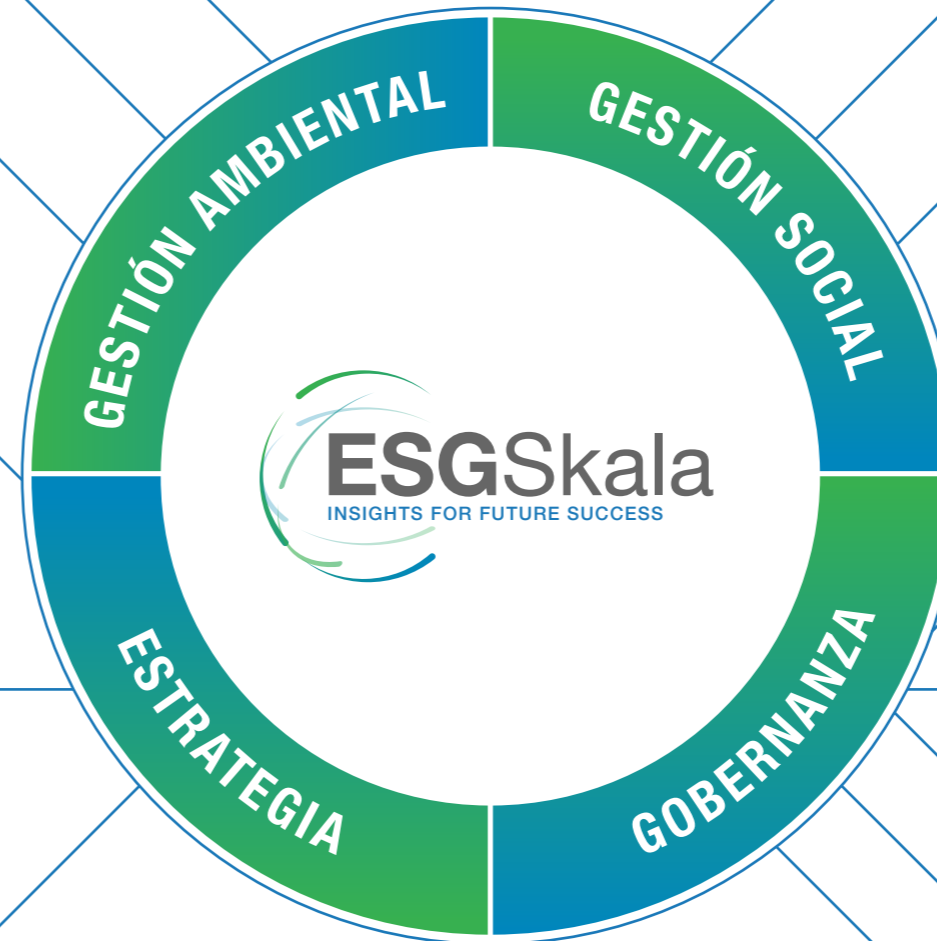 GESTIÓN AMBIENTAL
GESTIÓN SOCIAL
ESGSkala
INSIGHTS FOR FUTURE SUCCESS
ESTRATEGIA
GOBERNANZA